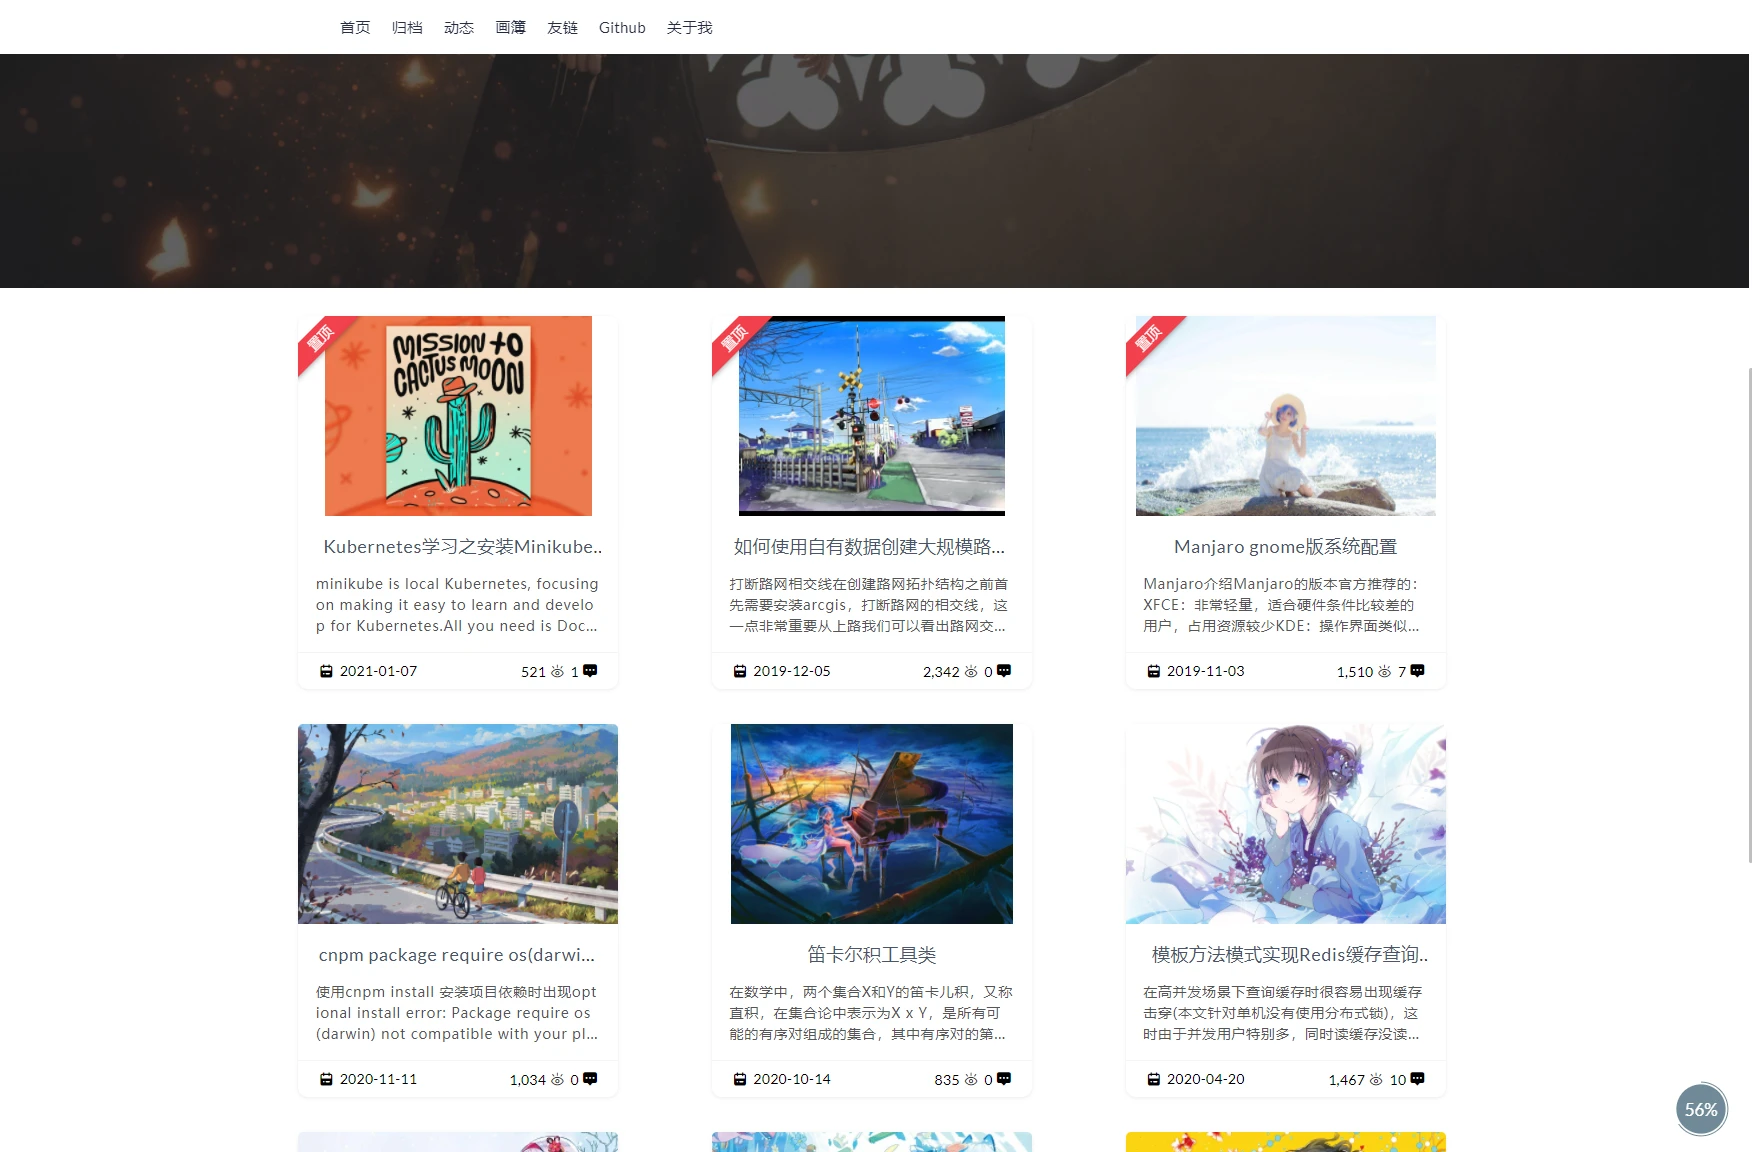 首页 归档 动态 画簿 友链 Github 关于我
置顶
MISSION TO
CACTUS MOON
Kubernetes学习之安装Minikube..
minikube is local Kubernetes, focusing
on making it easy to learn and develo
p for Kubernetes.All you need is Doc...
2021-01-07 521 1
置顶
如何使用自有数据创建大规模路...
打断路网相交线在创建路网拓扑结构之前首
先需要安装arcgis，打断路网的相交线，这
一点非常重要从上路我们可以看出路网交...
2019-12-05 2,342 0
置顶
Manjaro gnome版系统配置
Manjaro介绍Manjaro的版本官方推荐的：
XFCE：非常轻量，适合硬件条件比较差的
用户，占用资源较少KDE：操作界面类似...
2019-11-03 1,510 7
cnpm package require os(darwi...
使用cnpm install 安装项目依赖时出现opt
ional install error: Package require os
(darwin) not compatible with your pl...
2020-11-11 1,034 0
笛卡尔积工具类
在数学中，两个集合X和Y的笛卡儿积，又称
直积，在集合论中表示为X x Y，是所有可
能的有序对组成的集合，其中有序对的第...
2020-10-14 835 0
模板方法模式实现Redis缓存查询..
在高并发场景下查询缓存时很容易出现缓存
击穿(本文针对单机没有使用分布式锁)，这
时由于并发用户特别多，同时读缓存没读...
2020-04-20 1,467 10
56%